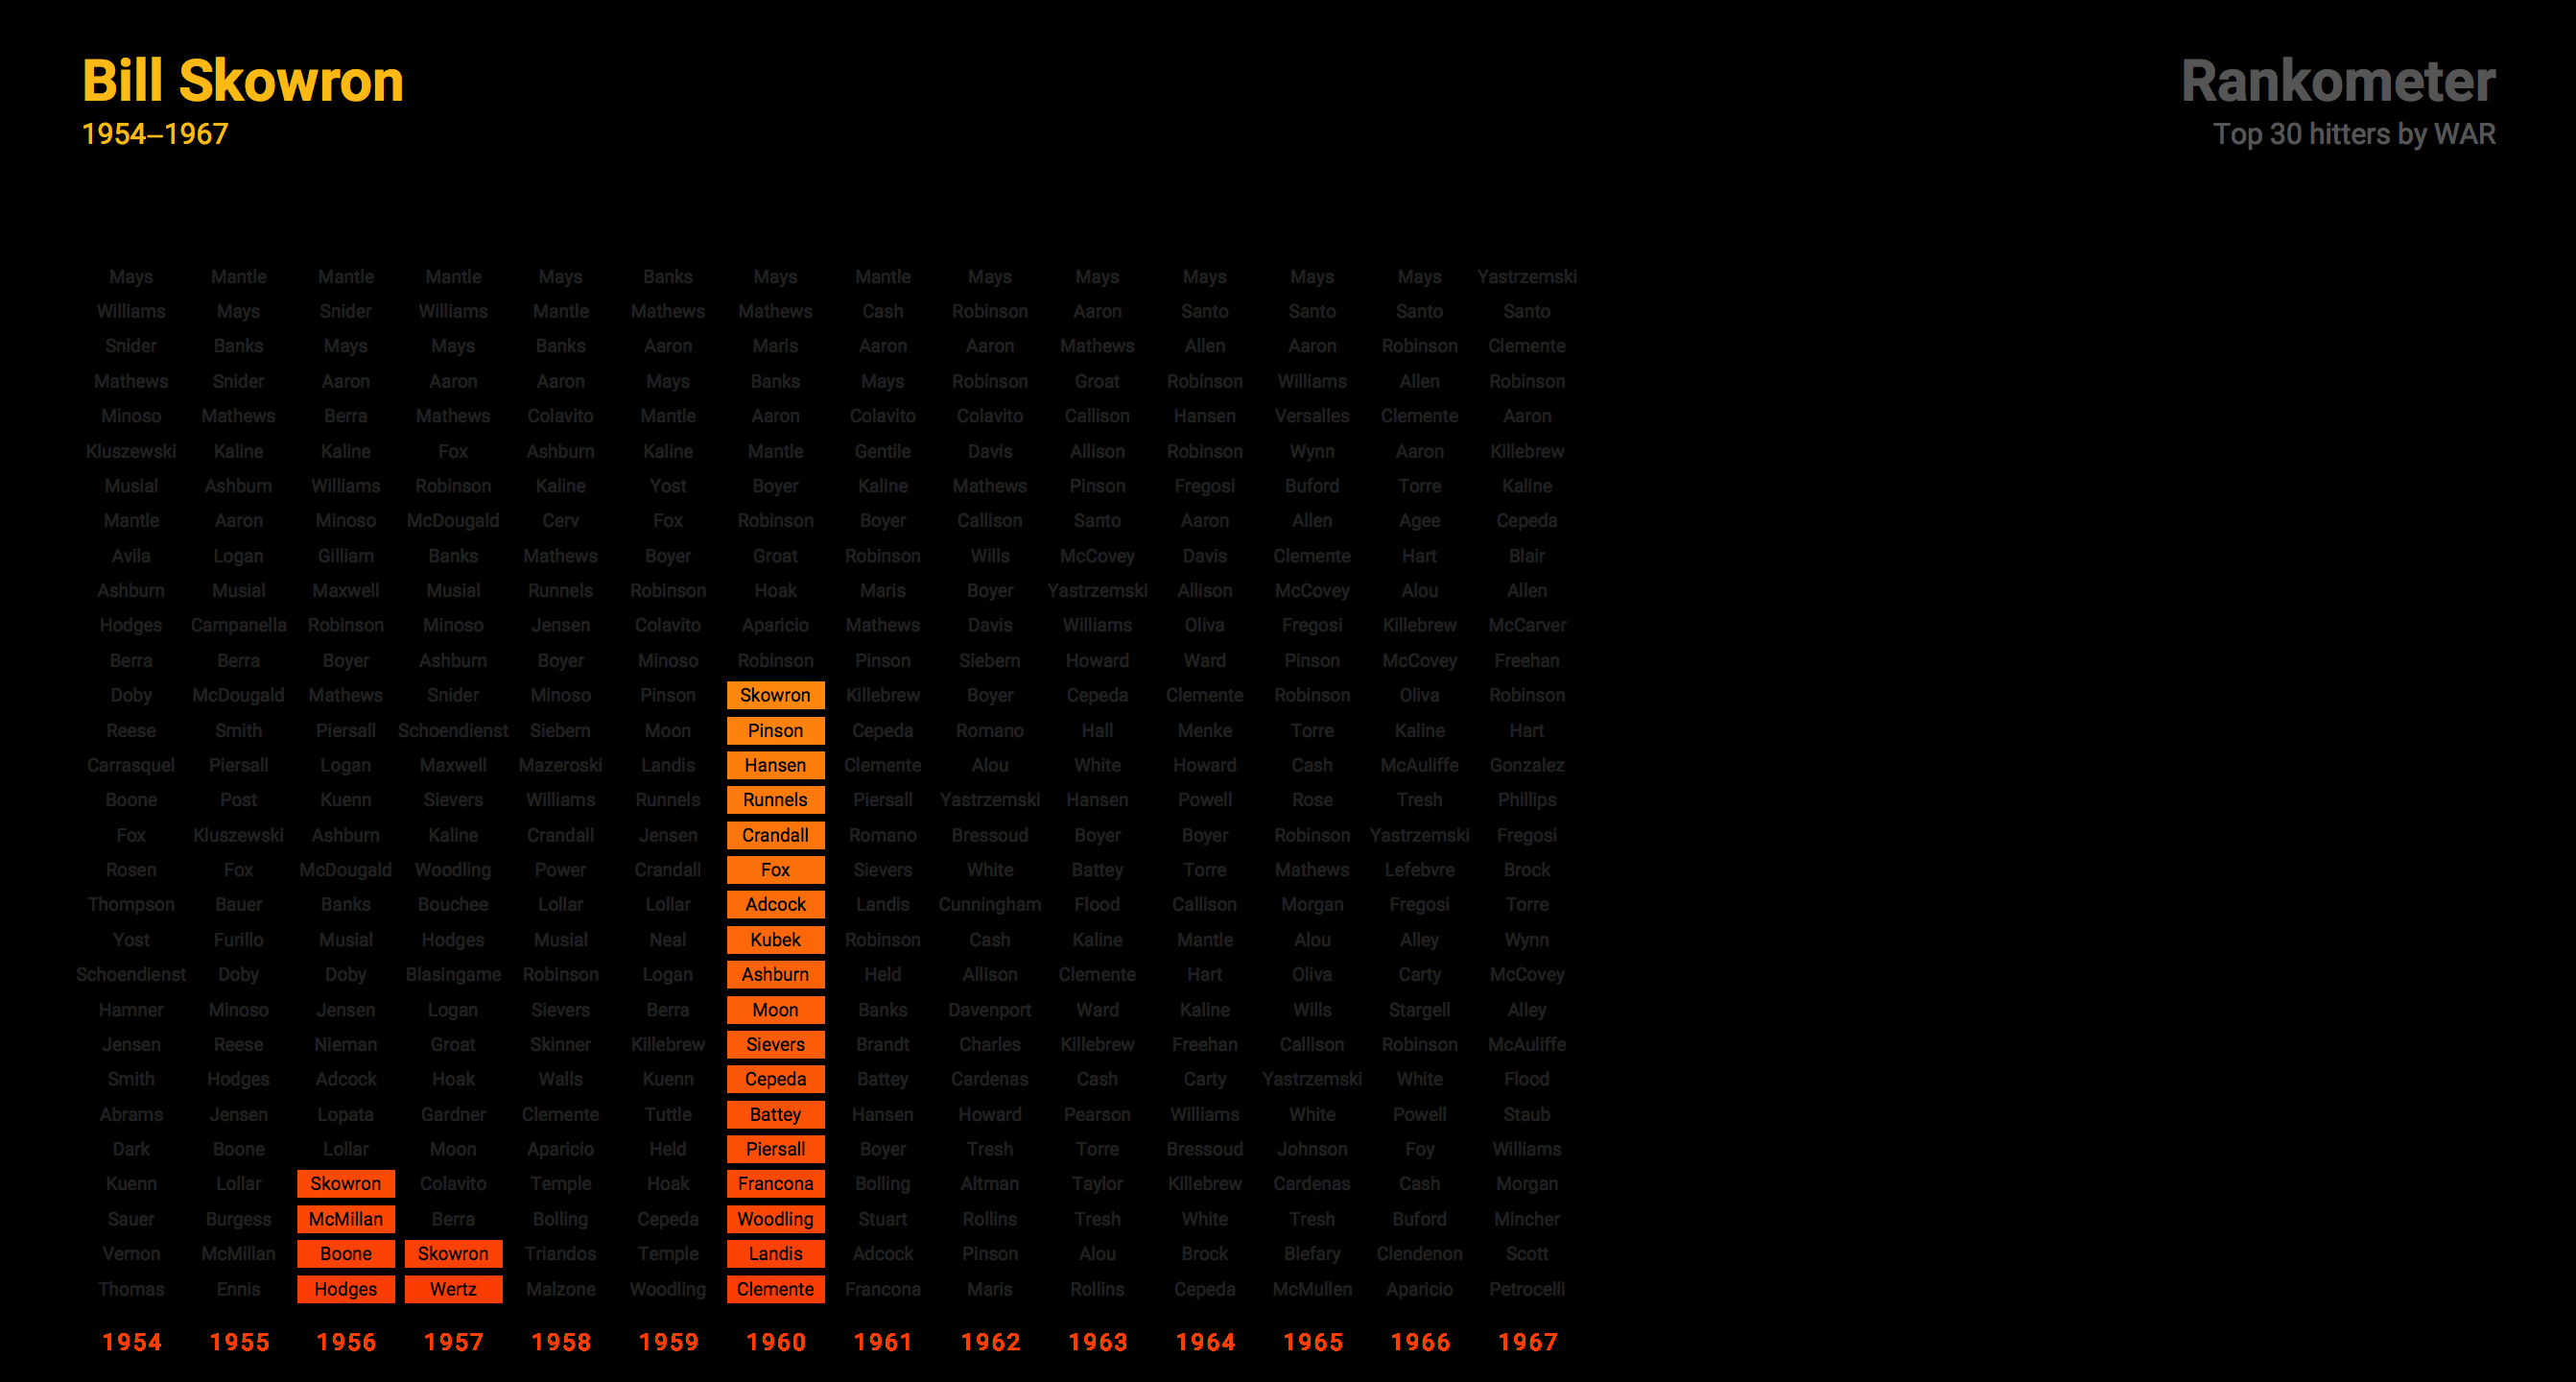 Bill Skowron
1954–1967
Rankometer
Top 30 hitters by WAR
Mays Mantle Mantle Mantle Mays Banks Mays Mantle Mays Mays Mays Mays Mays Yastrzemski
Williams Mays Snider Williams Mantle Mathews Mathews Cash Robinson Aaron Santo Santo Santo Santo
Snider Banks Mays Mays Banks Aaron Maris Aaron Aaron Mathews Allen Aaron Robinson Clemente
Mathews Snider Aaron Aaron Aaron Mays Banks Mays Robinson Groat Robinson Williams Allen Robinson
Minoso Mathews Berra Mathews Colavito Mantle Aaron Colavito Colavito Callison Hansen Versalles Clemente Aaron
Kluszewski Kaline Kaline Fox Ashburn Kaline Mantle Gentile Davis Allison Robinson Wynn Aaron Killebrew
Musial Ashburn Williams Robinson Kaline Yost Boyer Kaline Mathews Pinson Fregosi Buford Torre Kaline
Mantle Aaron Minoso McDougald Cerv Fox Robinson Boyer Callison Santo Aaron Allen Agee Cepeda
Avila Logan Gilliam Banks Mathews Boyer Groat Robinson Wills McCovey Davis Clemente Hart Blair
Ashburn Musial Maxwell Musial Runnels Robinson Hoak Maris Boyer Yastrzemski Allison McCovey Alou Allen
Hodges Campanella Robinson Minoso Jensen Colavito Aparicio Mathews Davis Williams Oliva Fregosi Killebrew McCarver
Berra Berra Boyer Ashburn Boyer Minoso Robinson Pinson Siebern Howard Ward Pinson McCovey Freehan
Doby McDougald Mathews Snider Minoso Pinson Skowron Killebrew Boyer Cepeda Clemente Robinson Oliva Robinson
Reese Smith Piersall Schoendienst Siebern Moon Pinson Cepeda Romano Hall Menke Torre Kaline Hart
Carrasquel Piersall Logan Maxwell Mazeroski Landis Hansen Clemente Alou White Howard Cash McAuliffe Gonzalez
Boone Post Kuenn Sievers Williams Runnels Runnels Piersall Yastrzemski Hansen Powell Rose Tresh Phillips
Fox Kluszewski Ashburn Kaline Crandall Jensen Crandall Romano Bressoud Boyer Boyer Robinson Yastrzemski Fregosi
Rosen Fox McDougald Woodling Power Crandall Fox Sievers White Battey Torre Mathews Lefebvre Brock
Thompson Bauer Banks Bouchee Lollar Lollar Adcock Landis Cunningham Flood Callison Morgan Fregosi Torre
Yost Furillo Musial Hodges Musial Neal Kubek Robinson Cash Kaline Mantle Alou Alley Wynn
Schoendienst Doby Doby Blasingame Robinson Logan Ashburn Held Allison Clemente Hart Oliva Carty McCovey
Hamner Minoso Jensen Logan Sievers Berra Moon Banks Davenport Ward Kaline Wills Stargell Alley
Jensen Reese Nieman Groat Skinner Killebrew Sievers Brandt Charles Killebrew Freehan Callison Robinson McAuliffe
Smith Hodges Adcock Hoak Walls Kuenn Cepeda Battey Cardenas Cash Carty Yastrzemski White Flood
Abrams Jensen Lopata Gardner Clemente Tuttle Battey Hansen Howard Pearson Williams White Powell Staub
Dark Boone Lollar Moon Aparicio Held Piersall Boyer Tresh Torre Bressoud Johnson Foy Williams
Kuenn Lollar Skowron Colavito Temple Hoak Francona Bolling Altman Taylor Killebrew Cardenas Cash Morgan
Sauer Burgess McMillan Berra Bolling Cepeda Woodling Stuart Rollins Tresh White Tresh Buford Mincher
Vernon McMillan Boone Skowron Triandos Temple Landis Adcock Pinson Alou Brock Blefary Clendenon Scott
Thomas Ennis Hodges Wertz Malzone Woodling Clemente Francona Maris Rollins Cepeda McMullen Aparicio Petrocelli
1954 1955 1956 1957 1958 1959 1960 1961 1962 1963 1964 1965 1966 1967